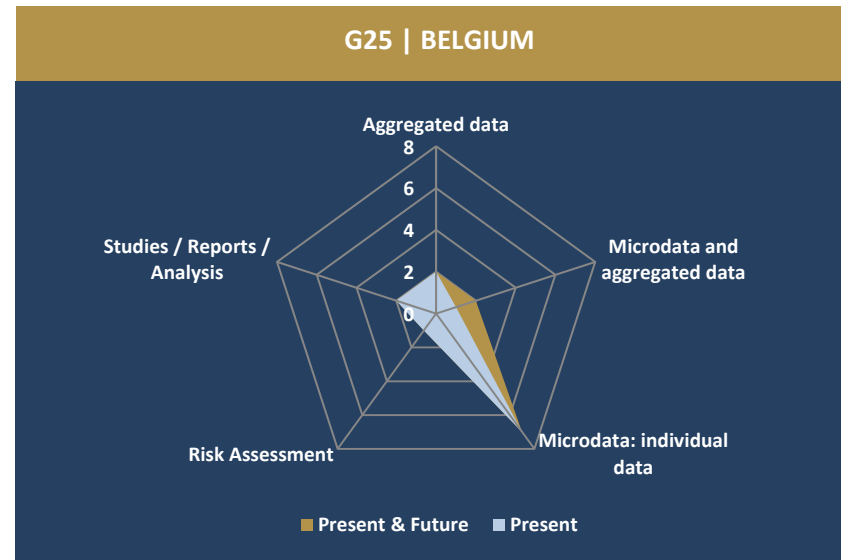 G25 | BELGIUM
Aggregated data
8
6
4
2
0
Studies / Reports /
Analysis
Microdata and
aggregated data
Risk Assessment
Microdata: individual
data
Present & Future
Present